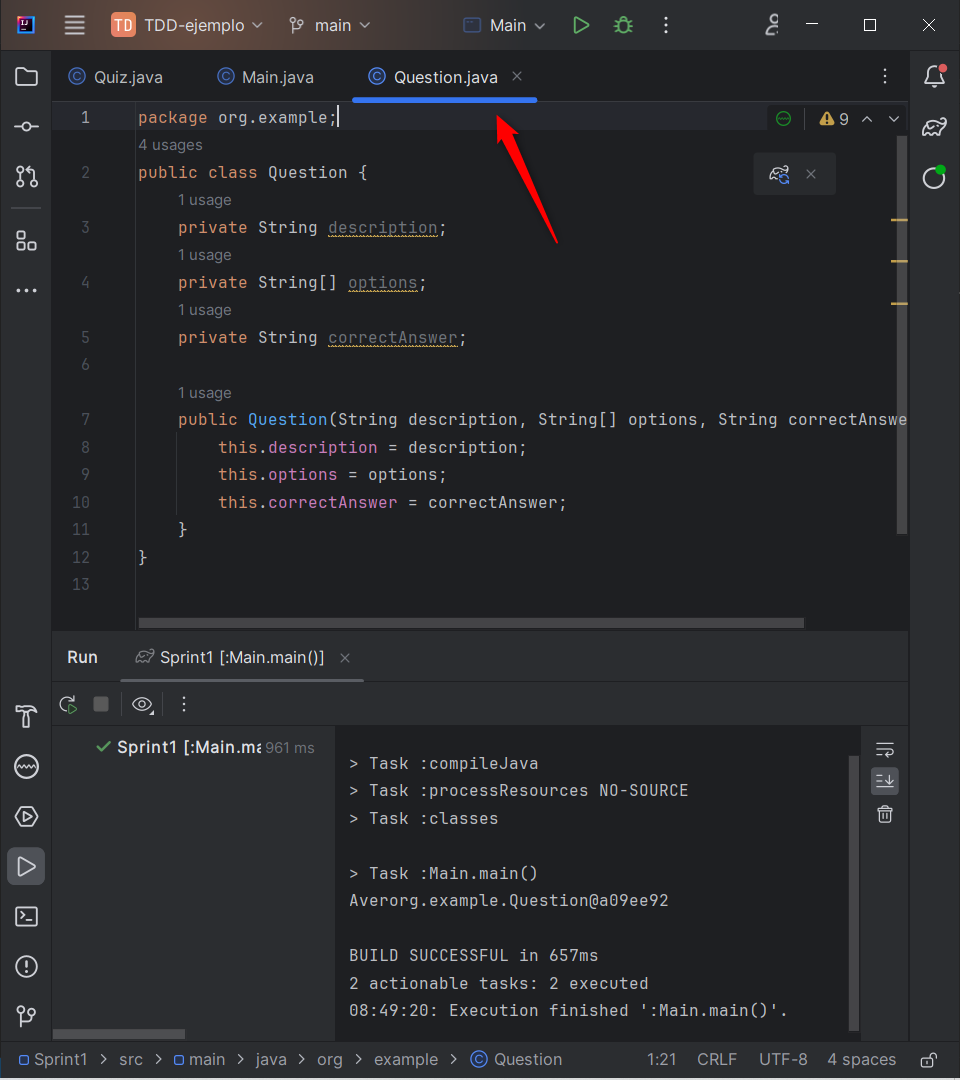 TD TDD-ejemplo main Main
Quiz.java Main.java Question.java
1 package org.example; 9
4 usages
2 public class Question {
1 usage
3 private String description;
1 usage
4 private String[] options;
1 usage
5 private String correctAnswer;
6
1 usage
7 public Question(String description, String[] options, String correctAnswe
8 this.description = description;
9 this.options = options;
10 this.correctAnswer = correctAnswer;
11 }
12 }
13
Run Sprint1 [:Main.main()]
Sprint1 [:Main.ma 961 ms
> Task :compileJava
> Task :processResources NO-SOURCE
> Task :classes
> Task :Main.main()
Averorg.example.Question@a09ee92
BUILD SUCCESSFUL in 657ms
2 actionable tasks: 2 executed
08:49:20: Execution finished ':Main.main()'.
Sprint1 > src > main > java > org > example > Question 1:21 CRLF UTF-8 4 spaces